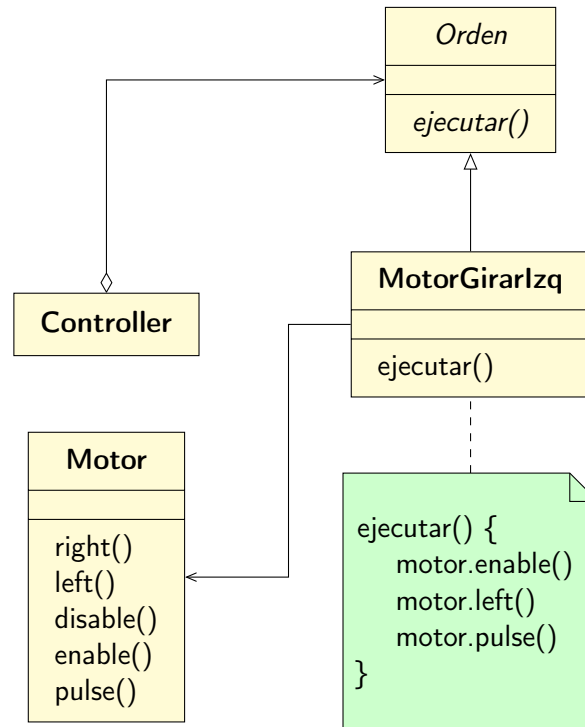 Orden
ejecutar()
MotorGirarIzq
ejecutar()
Controller
Motor
right()
left()
disable()
enable()
pulse()
ejecutar() {
motor.enable()
motor.left()
motor.pulse()
}